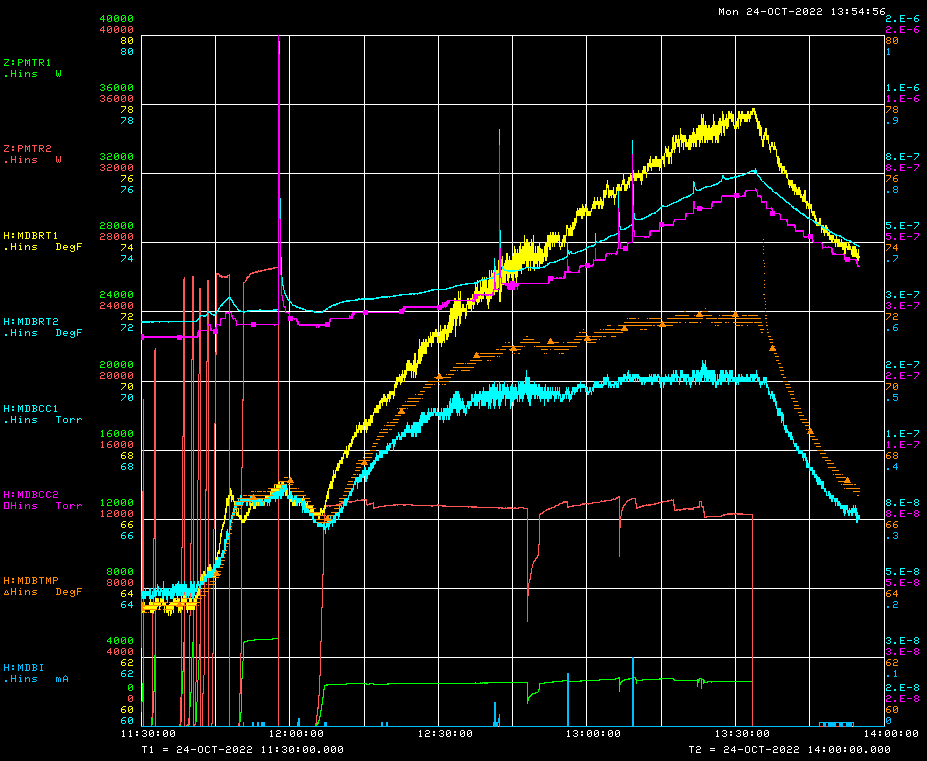 Mon 24-OCT-2022 13:54:56
40000 2.E-6
40000 2.E-6
80 80
80 1
Z:PMTR1
.Hins W
36000 1.E-6
36000 1.E-6
78 78
78 .9
Z:PMTR2
.Hins W
32000 8.E-7
32000 8.E-7
76 76
76 .8
H:MDBRT1
.Hins DegF
28000 5.E-7
28000 5.E-7
74 74
74 .7
24000 3.E-7
24000 3.E-7
72 72
72 .6
H:MDBRT2
.Hins DegF
20000 2.E-7
20000 2.E-7
70 70
70 .5
H:MDBCC1
.Hins Torr
16000 1.E-7
16000 1.E-7
68 68
68 .4
H:MDBCC2
Hins Torr
12000 8.E-8
12000 8.E-8
66 66
66 .3
H:MDBTMP
Hins DegF
8000 5.E-8
8000 5.E-8
64 64
64 .2
4000 3.E-8
4000 3.E-8
62 62
62 .1
H:MDBI
.Hins mA
0 2.E-8
0 2.E-8
60 60
60 0
11:30:00 12:00:00 12:30:00 13:00:00 13:30:00 14:00:00
T1 = 24-OCT-2022 11:30:00.000 T2 = 24-OCT-2022 14:00:00.000